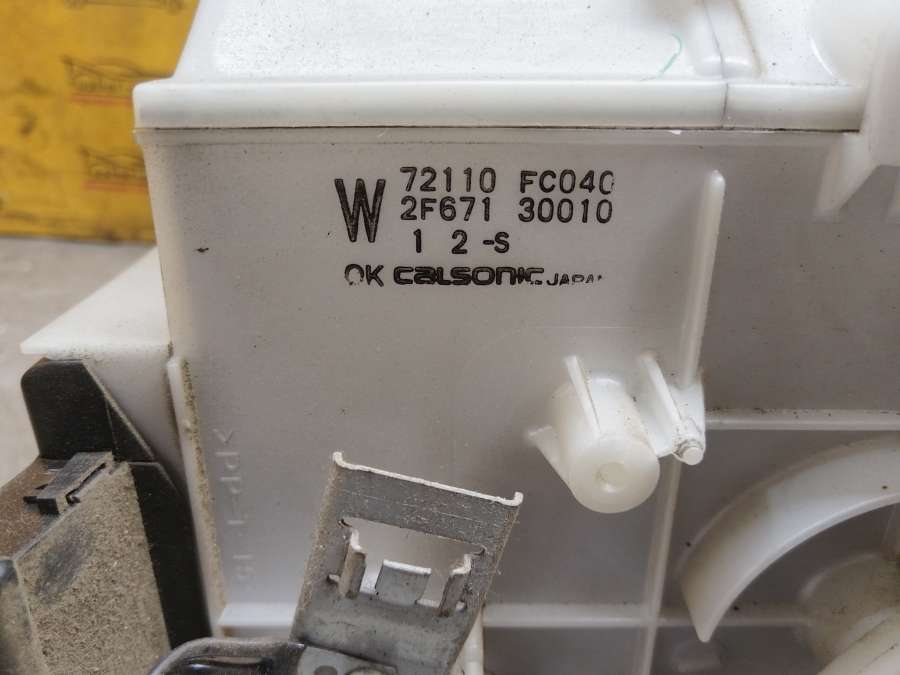 W 72110 FC040
2F671 30010
1 2 -S
OK CALSONIC JAPAN